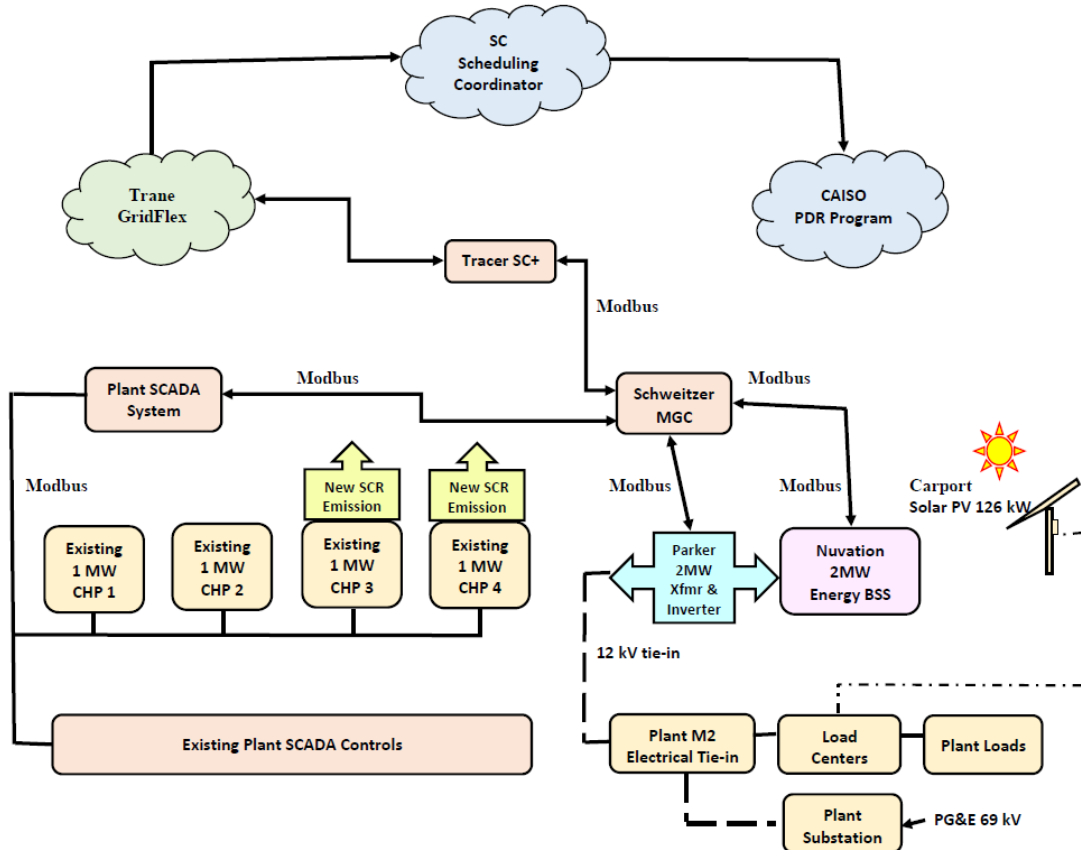 SC
Scheduling
Coordinator
Trane
GridFlex
CAISO
PDR Program
Tracer SC+
Modbus
Plant SCADA
System
Modbus
Schweitzer
MGC
Modbus
Modbus
New SCR
Emission
New SCR
Emission
Modbus
Modbus
Carport
Solar PV 126 kW
Existing
1 MW
CHP 1
Existing
1 MW
CHP 2
Existing
1 MW
CHP 3
Existing
1 MW
CHP 4
Parker
2MW
Xfmr &
Inverter
Nuvation
2MW
Energy BSS
12 kV tie-in
Existing Plant SCADA Controls
Plant M2
Electrical Tie-in
Load
Centers
Plant Loads
Plant
Substation
PG&E 69 kV